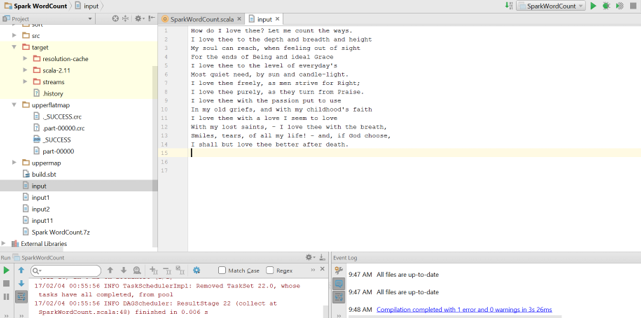 Spark WordCount
input
SparkWordCount
Project
SparkWordCount.scala
input
src
target
resolution-cache
scala-2.11
streams
.history
upperflatmap
._SUCCESS.crc
.part-00000.crc
_SUCCESS
part-00000
uppermap
build.sbt
input
input1
input2
input11
Spark WordCount.7z
External Libraries
1 How do I love thee? Let me count the ways.
2 I love thee to the depth and breadth and height
3 My soul can reach, when feeling out of sight
4 For the ends of Being and ideal Grace
5 I love thee to the level of everyday's
6 Most quiet need, by sun and candle-light.
7 I love thee freely, as men strive for Right;
8 I love thee purely, as they turn from Praise.
9 I love thee with the passion put to use
10 In my old griefs, and with my childhood's faith
11 I love thee with a love I seem to love
12 With my lost saints, - I love thee with the breath,
13 Smiles, tears, of all my life! - and, if God choose,
14 I shall but love thee better after death.
15
16
17
Run SparkWordCount
Match Case Regex
17/02/04 00:55:56 INFO TaskSchedulerImpl: Removed TaskSet 22.0, whose
tasks have all completed, from pool
17/02/04 00:55:56 INFO DAGScheduler: ResultStage 22 (collect at
SparkWordCount.scala:48) finished in 0.006 s
Event Log
9:47 AM All files are up-to-date
9:47 AM All files are up-to-date
9:48 AM Compilation completed with 1 error and 0 warnings in 3s 26ms